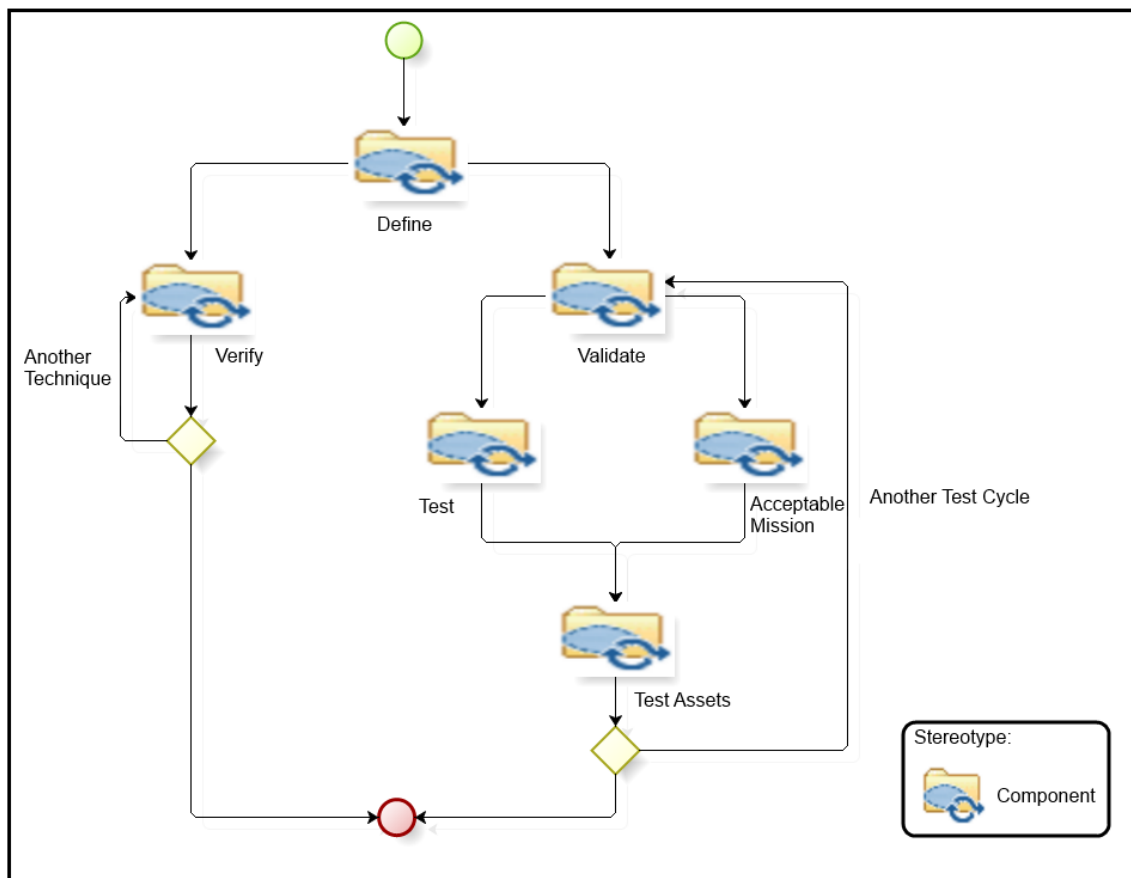 Define
Another
Technique
Verify
Validate
Test
Acceptable
Mission
Another Test Cycle
Test Assets
Stereotype:
Component